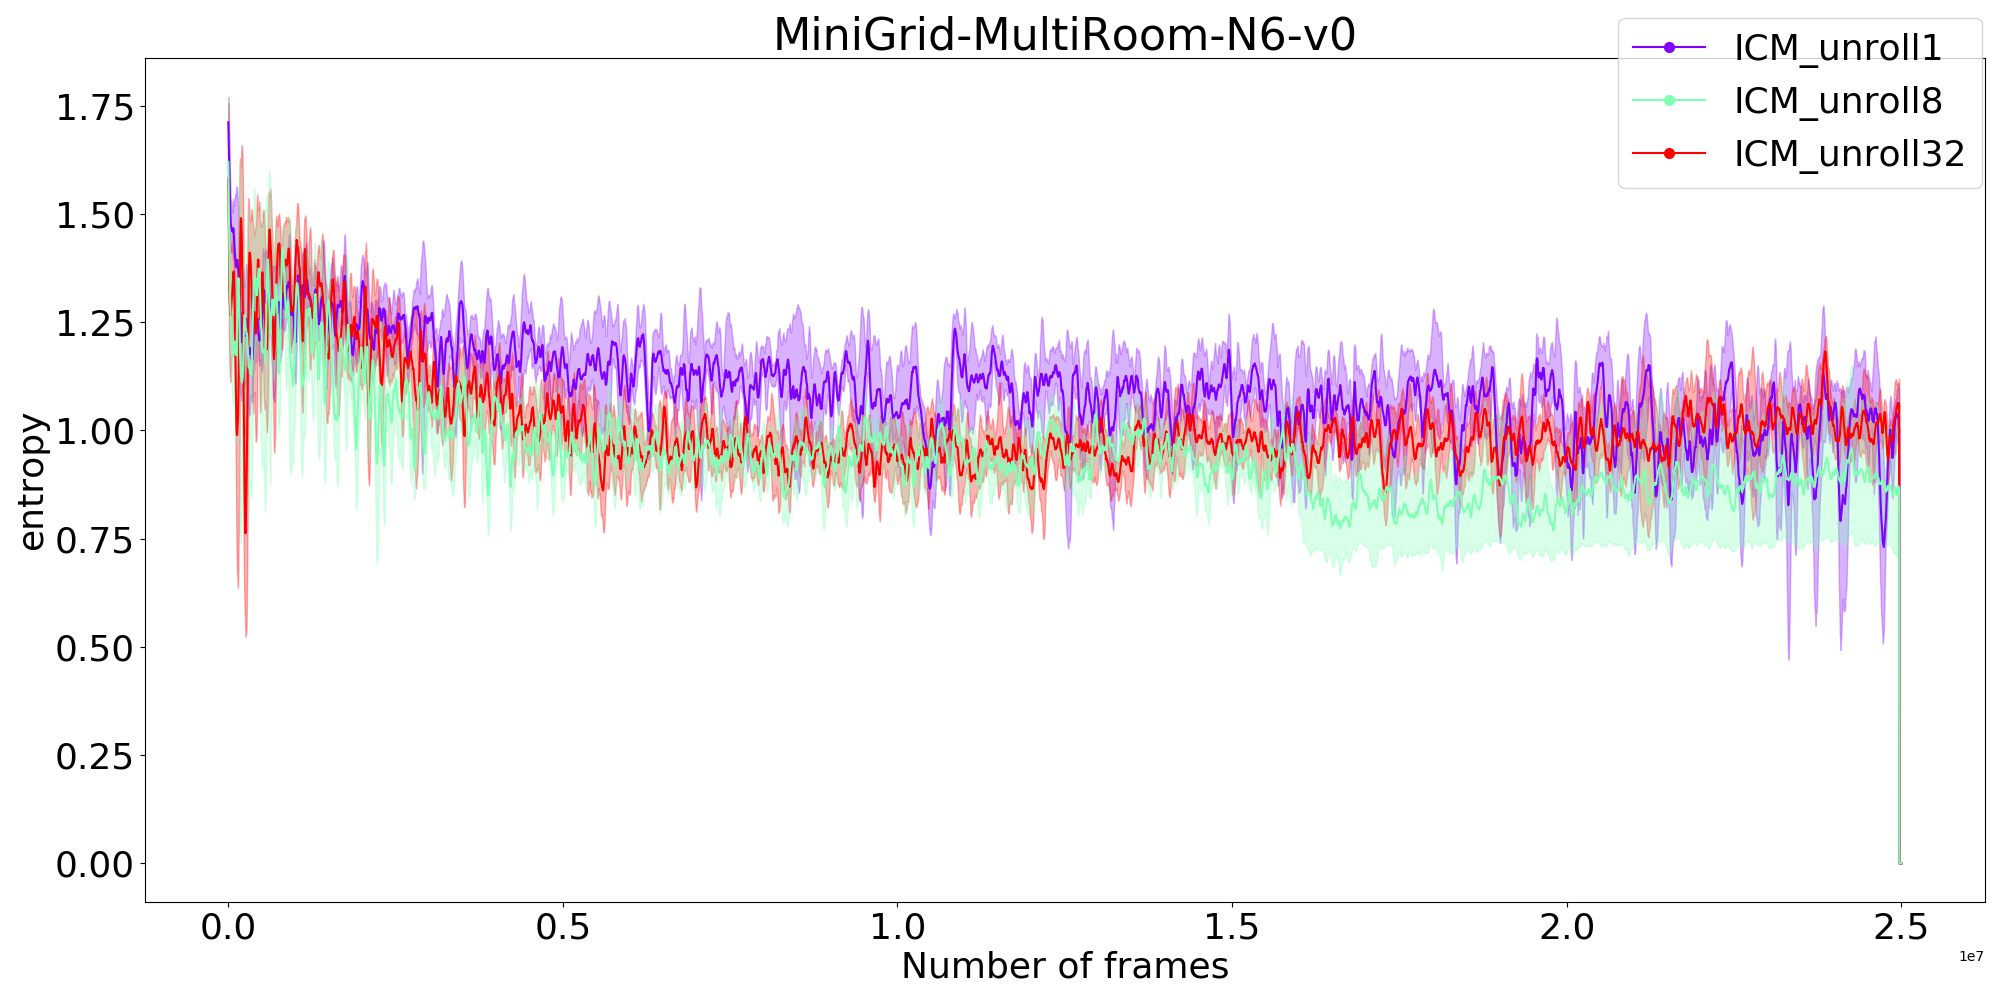 MiniGrid-MultiRoom-N6-v0
ICM_unroll1
ICM_unroll8
ICM_unroll32
entropy
1.75
1.50
1.25
1.00
0.75
0.50
0.25
0.00
0.0 0.5 1.0 1.5 2.0 2.5
1e7
Number of frames